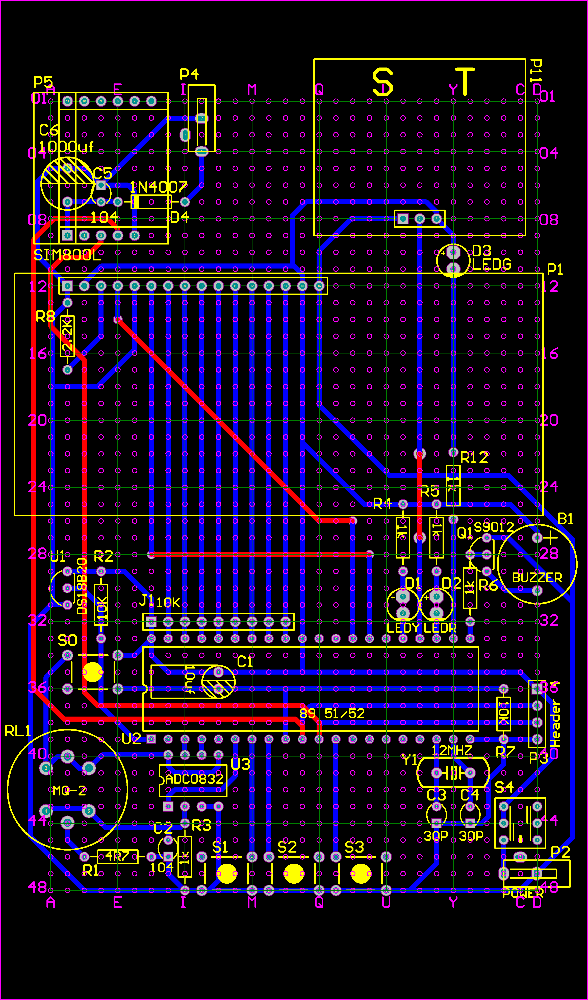 P4
P5
S T
P11
A E I M Q U Y C D
01 01
C6
1000uf
04 04
C5
1N4007
104
D4
08 08
SIM800L
D3
LEDG
P1
12 12
R8
2.2K
16 16
20 20
R12
1K
24 24
R5
R4
B1
S9012
Q1
1K
1K
28 28
U1
R2
DS18B20
BUZZER
D1
D2
R6
1K
J1 10K
10K
32 32
LEDY LEDR
S0
C1
10uf
36 36
89 51/52
10K
Header 4
RL1
U2
R7
P3
40 40
12MHZ
Y1
U3
ADC0832
MQ-2
S4
C3
C4
44 44
R3
C2
30P
30P
S1
S2
S3
P2
4R7
1K
104
R1
48 48
POWER
A E I M Q U Y C D